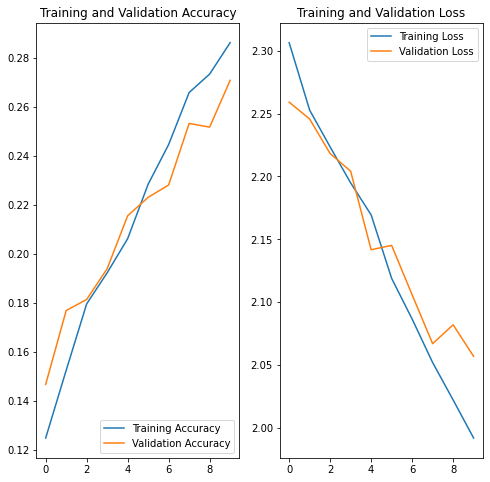 Training and Validation Accuracy
0.28
0.26
0.24
0.22
0.20
0.18
0.16
0.14
0.12
0 2 4 6 8
Training Accuracy
Validation Accuracy
Training and Validation Loss
2.30
2.25
2.20
2.15
2.10
2.05
2.00
0 2 4 6 8
Training Loss
Validation Loss